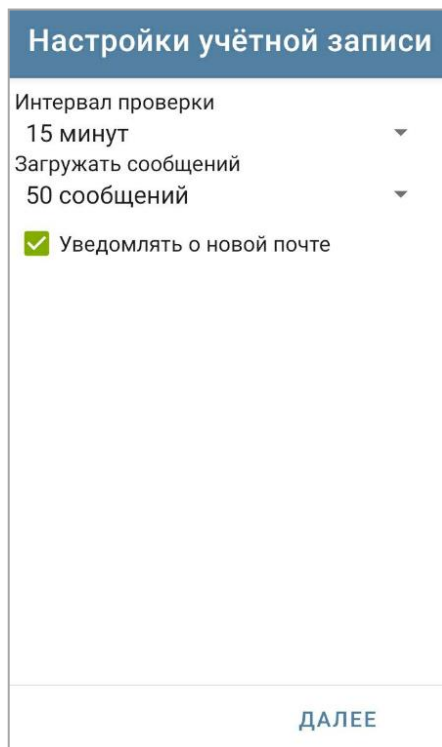 Настройки учётной записи
Интервал проверки
15 минут
Загружать сообщений
50 сообщений
Уведомлять о новой почте
ДАЛЕЕ